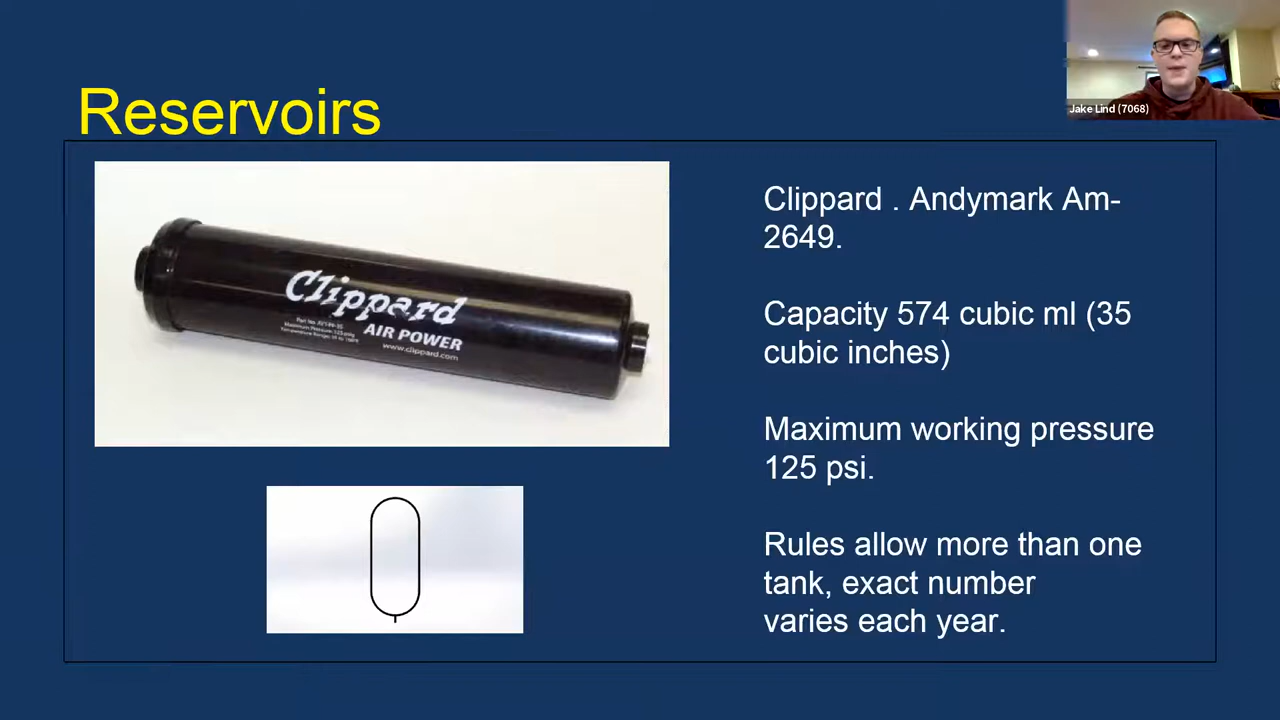 Jake Lind (7068)
Reservoirs
Clippard
AIR POWER
www.clippard.com
Clippard . Andymark Am-
2649.
Capacity 574 cubic ml (35
cubic inches)
Maximum working pressure
125 psi.
Rules allow more than one
tank, exact number
varies each year.